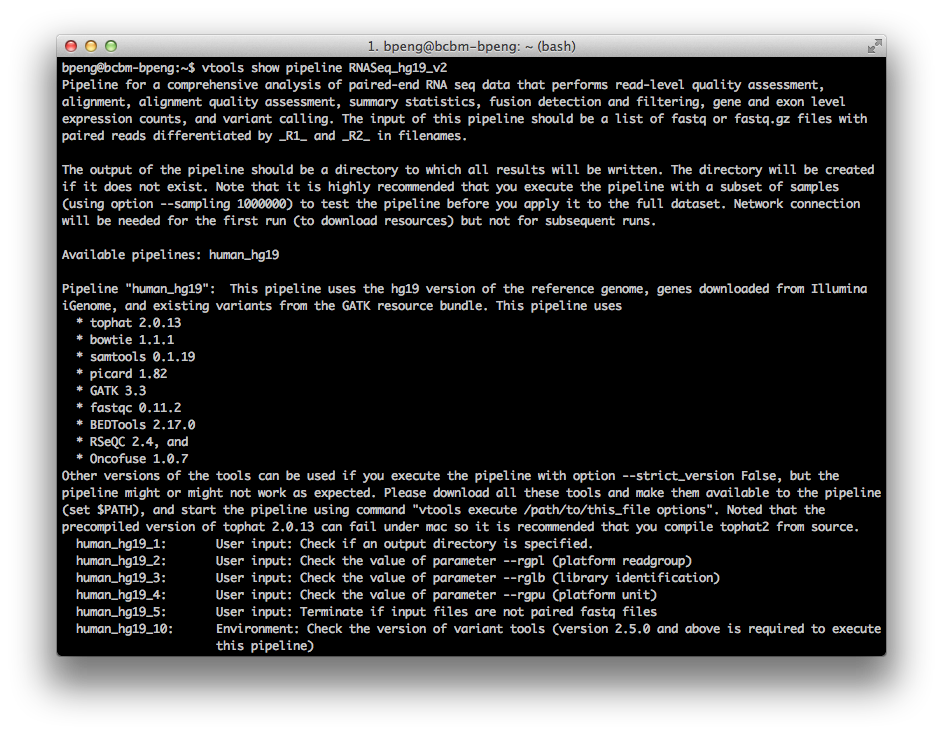 1. bpeng@bcbm-bpeng: ~ (bash)
bpeng@bcbm-bpeng:~$ vtools show pipeline RNASeq_hg19_v2
Pipeline for a comprehensive analysis of paired-end RNA seq data that performs read-level quality assessment,
alignment, alignment quality assessment, summary statistics, fusion detection and filtering, gene and exon level
expression counts, and variant calling. The input of this pipeline should be a list of fastq or fastq.gz files with
paired reads differentiated by _R1_ and _R2_ in filenames.
The output of the pipeline should be a directory to which all results will be written. The directory will be created
if it does not exist. Note that it is highly recommended that you execute the pipeline with a subset of samples
(using option --sampling 1000000) to test the pipeline before you apply it to the full dataset. Network connection
will be needed for the first run (to download resources) but not for subsequent runs.
Available pipelines: human_hg19
Pipeline "human_hg19":  This pipeline uses the hg19 version of the reference genome, genes downloaded from Illumina
iGenome, and existing variants from the GATK resource bundle. This pipeline uses
* tophat 2.0.13
* bowtie 1.1.1
* samtools 0.1.19
* picard 1.82
* GATK 3.3
* fastqc 0.11.2
* BEDTools 2.17.0
* RSeQC 2.4, and
* Oncofuse 1.0.7
Other versions of the tools can be used if you execute the pipeline with option --strict_version False, but the
pipeline might or might not work as expected. Please download all these tools and make them available to the pipeline
(set $PATH), and start the pipeline using command "vtools execute /path/to/this_file options". Noted that the
precompiled version of tophat 2.0.13 can fail under mac so it is recommended that you compile tophat2 from source.
human_hg19_1: User input: Check if an output directory is specified.
human_hg19_2: User input: Check the value of parameter --rgpl (platform readgroup)
human_hg19_3: User input: Check the value of parameter --rglb (library identification)
human_hg19_4: User input: Check the value of parameter --rgpu (platform unit)
human_hg19_5: User input: Terminate if input files are not paired fastq files
human_hg19_10: Environment: Check the version of variant tools (version 2.5.0 and above is required to execute
this pipeline)